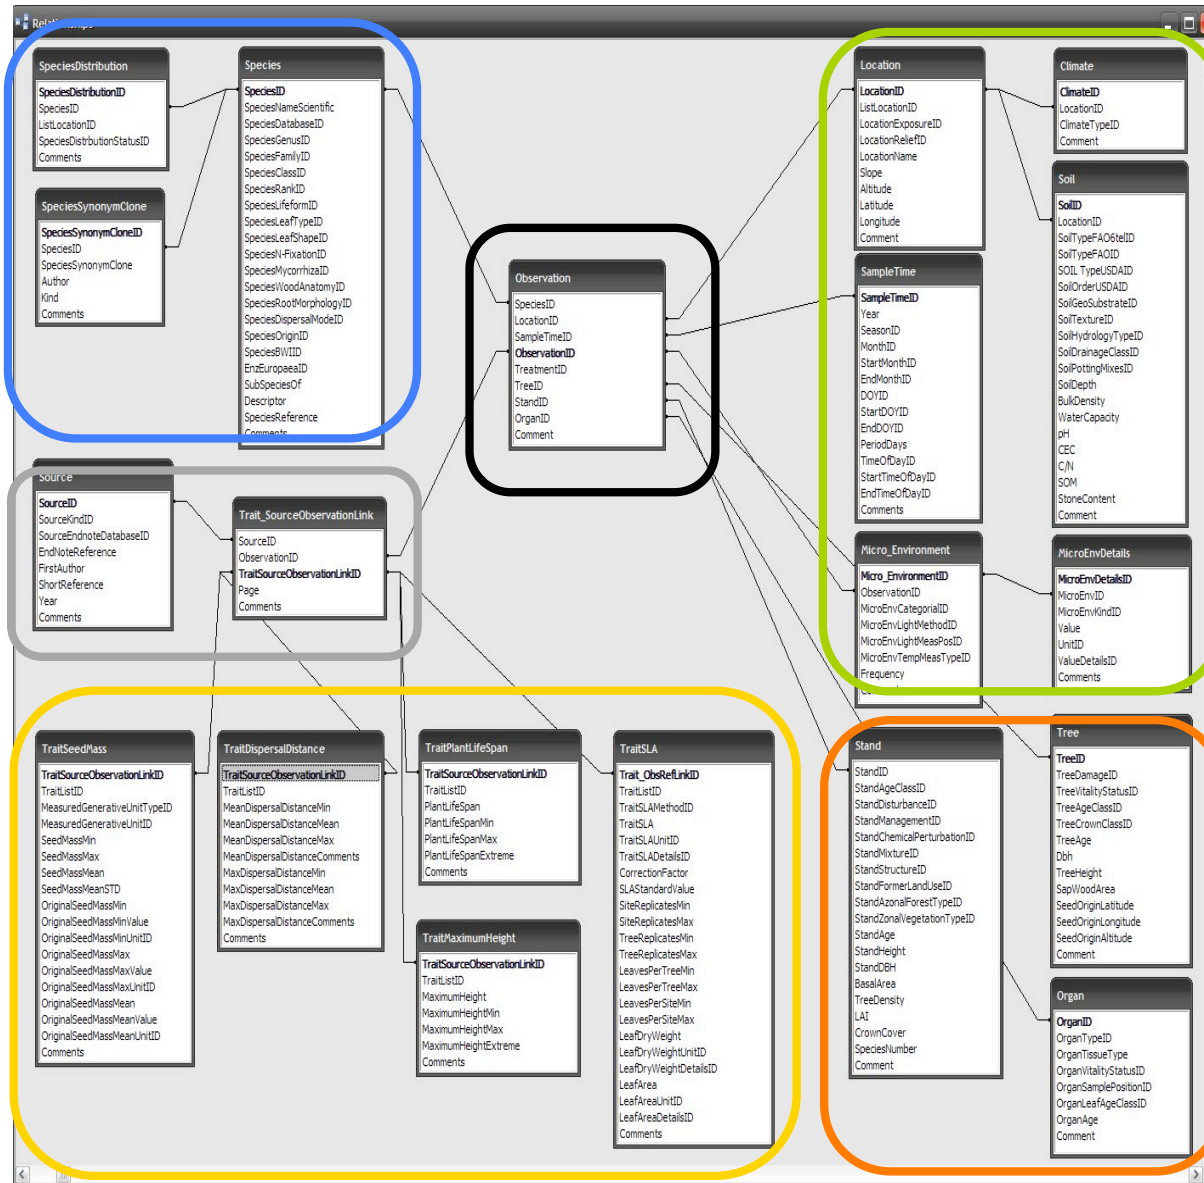 Relationships
SpeciesDistribution
SpeciesDistributionID
SpeciesID
ListLocationID
SpeciesDistrbutionStatusID
Comments
Species
SpeciesID
SpeciesNameScientific
SpeciesDatabaseID
SpeciesGenusID
SpeciesFamilyID
SpeciesClassID
SpeciesRankID
SpeciesLifeformID
SpeciesLeafTypeID
SpeciesLeafShapeID
SpeciesN-FixationID
SpeciesMycorrhizaID
SpeciesWoodAnatomyID
SpeciesRootMorphologyID
SpeciesDispersalModeID
SpeciesOriginID
SpeciesBWIID
EnzEuropaeaID
SubSpeciesOf
Descriptor
SpeciesReference
Comments
SpeciesSynonymClone
SpeciesSynonymCloneID
SpeciesID
SpeciesSynonymClone
Author
Kind
Comments
Observation
SpeciesID
LocationID
SampleTimeID
ObservationID
TreatmentID
TreeID
StandID
OrganID
Comment
Location
LocationID
ListLocationID
LocationExposureID
LocationReliefID
LocationName
Slope
Altitude
Latitude
Longitude
Comment
Climate
ClimateID
LocationID
ClimateTypeID
Comment
Soil
SoilID
LocationID
SoilTypeFAO6telID
SoilTypeFAOID
SOIL TypeUSDAID
SoilOrderUSDAID
SoilGeoSubstrateID
SoilTextureID
SoilHydrologyTypeID
SoilDrainageClassID
SoilPottingMixesID
SoilDepth
BulkDensity
WaterCapacity
pH
CEC
C/N
SOM
StoneContent
Comment
SampleTime
SampleTimeID
Year
SeasonID
MonthID
StartMonthID
EndMonthID
DOYID
StartDOYID
EndDOYID
PeriodDays
TimeOfDayID
StartTimeOfDayID
EndTimeOfDayID
Comments
Micro_Environment
Micro_EnvironmentID
ObservationID
MicroEnvCategorialID
MicroEnvLightMethodID
MicroEnvLightMeasPosID
MicroEnvTempMeasTypeID
Frequency
MicroEnvDetails
MicroEnvDetailsID
MicroEnvID
MicroEnvKindID
Value
UnitID
ValueDetailsID
Comments
Source
SourceID
SourceKindID
SourceEndnoteDatabaseID
EndNoteReference
FirstAuthor
ShortReference
Year
Comments
Trait_SourceObservationLink
SourceID
ObservationID
TraitSourceObservationLinkID
Page
Comments
TraitSeedMass
TraitSourceObservationLinkID
TraitListID
MeasuredGenerativeUnitTypeID
MeasuredGenerativeUnitID
SeedMassMin
SeedMassMax
SeedMassMean
SeedMassMeanSTD
OriginalSeedMassMin
OriginalSeedMassMinValue
OriginalSeedMassMinUnitID
OriginalSeedMassMax
OriginalSeedMassMaxValue
OriginalSeedMassMaxUnitID
OriginalSeedMassMean
OriginalSeedMassMeanValue
OriginalSeedMassMeanUnitID
Comments
TraitDispersalDistance
TraitSourceObservationLinkID
TraitListID
MeanDispersalDistanceMin
MeanDispersalDistanceMean
MeanDispersalDistanceMax
MeanDispersalDistanceComments
MaxDispersalDistanceMin
MaxDispersalDistanceMean
MaxDispersalDistanceMax
MaxDispersalDistanceComments
Comments
TraitPlantLifeSpan
TraitSourceObservationLinkID
TraitListID
PlantLifeSpan
PlantLifeSpanMin
PlantLifeSpanMax
PlantLifeSpanExtreme
Comments
TraitMaximumHeight
TraitSourceObservationLinkID
TraitListID
MaximumHeight
MaximumHeightMin
MaximumHeightMax
MaximumHeightExtreme
Comments
TraitSLA
Trait_ObsRefLinkID
TraitListID
TraitSLAMethodID
TraitSLA
TraitSLAUnitID
TraitSLADetailsID
CorrectionFactor
SLAStandardValue
SiteReplicatesMin
SiteReplicatesMax
TreeReplicatesMin
TreeReplicatesMax
LeavesPerTreeMin
LeavesPerTreeMax
LeavesPerSiteMin
LeavesPerSiteMax
LeafDryWeight
LeafDryWeightUnitID
LeafDryWeightDetailsID
LeafArea
LeafAreaUnitID
LeafAreaDetailsID
Comments
Stand
StandID
StandAgeClassID
StandDisturbanceID
StandManagementID
StandChemicalPerturbationID
StandMixtureID
StandStructureID
StandFormerLandUseID
StandAzonalForestTypeID
StandZonalVegetationTypeID
StandAge
StandHeight
StandDBH
BasalArea
TreeDensity
LAI
CrownCover
SpeciesNumber
Comment
Tree
TreeID
TreeDamageID
TreeVitalityStatusID
TreeAgeClassID
TreeCrownClassID
TreeAge
Dbh
TreeHeight
SapWoodArea
SeedOriginLatitude
SeedOriginLongitude
SeedOriginAltitude
Comment
Organ
OrganID
OrganTypeID
OrganTissueType
OrganVitalityStatusID
OrganSamplePositionID
OrganLeafAgeClassID
OrganAge
Comment